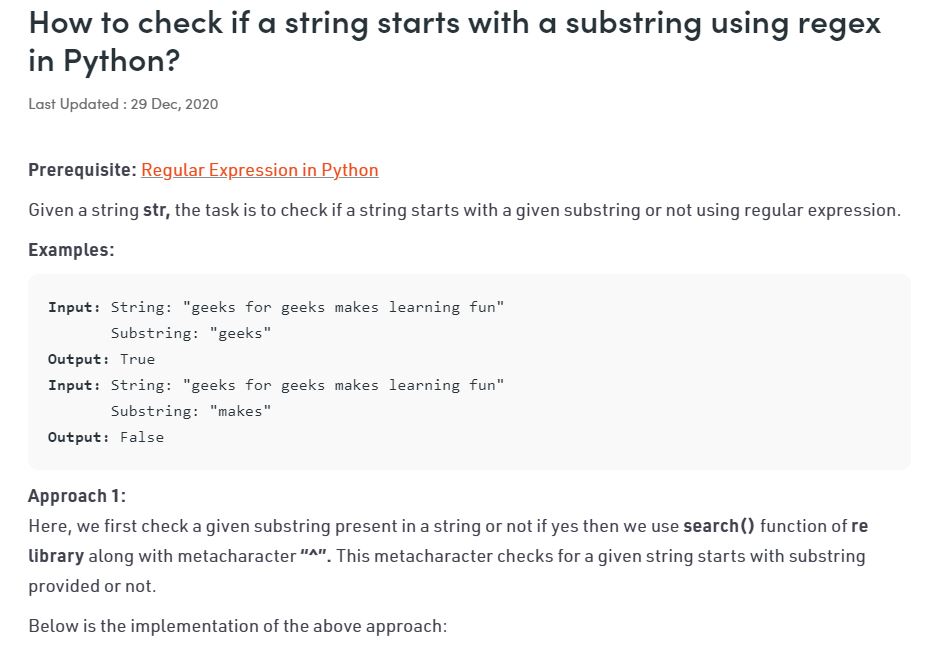 How to check if a string starts with a substring using regex
in Python?
Last Updated : 29 Dec, 2020
Prerequisite: Regular Expression in Python
Given a string str, the task is to check if a string starts with a given substring or not using regular expression.
Examples:
Input: String: "geeks for geeks makes learning fun"
Substring: "geeks"
Output: True
Input: String: "geeks for geeks makes learning fun"
Substring: "makes"
Output: False
Approach 1:
Here, we first check a given substring present in a string or not if yes then we use search() function of re
library along with metacharacter “^”. This metacharacter checks for a given string starts with substring
provided or not.
Below is the implementation of the above approach: